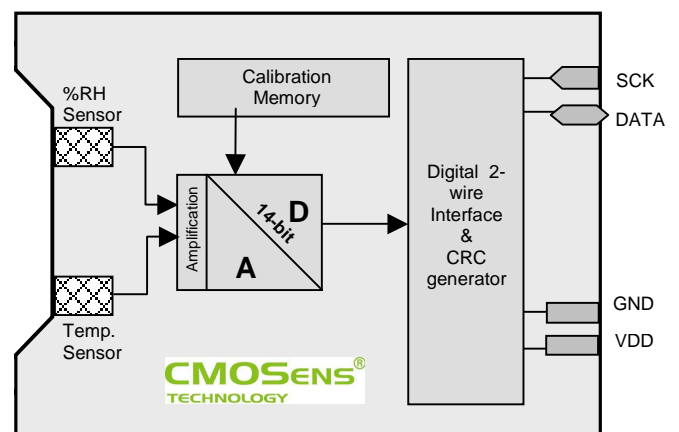 %RH
Sensor
Calibration
Memory
SCK
DATA
Digital 2-
wire
Interface
&
CRC
generator
Amplification
14-bit
D
A
Temp.
Sensor
GND
VDD
CMOSENS®
TECHNOLOGY